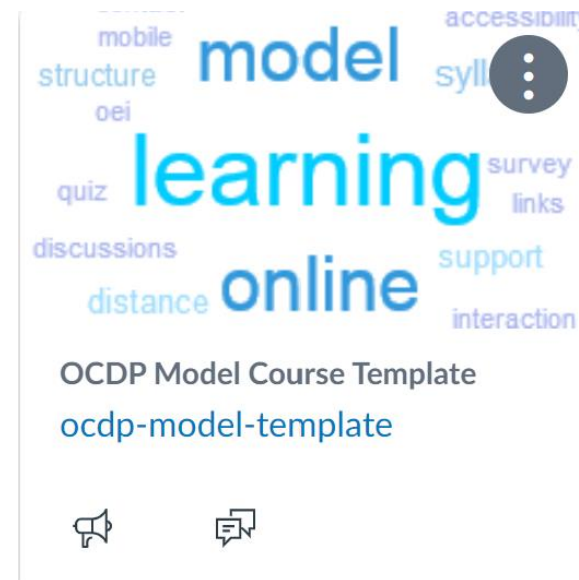 mobile
model
accessibility
structure
oei
learning
survey
quiz
links
discussions
support
distance
online
interaction
OCDP Model Course Template
ocdp-model-template